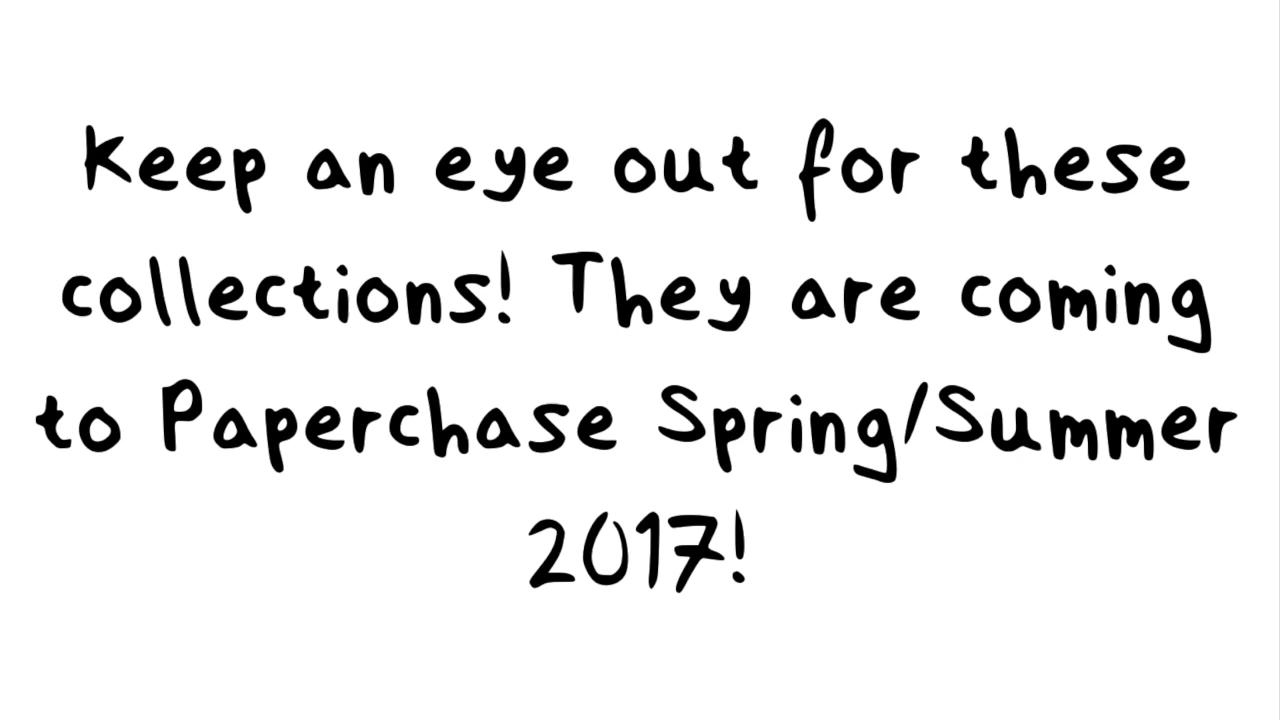 Keep an eye out for these
collections! They are coming
to Paperchase Spring/Summer
2017!